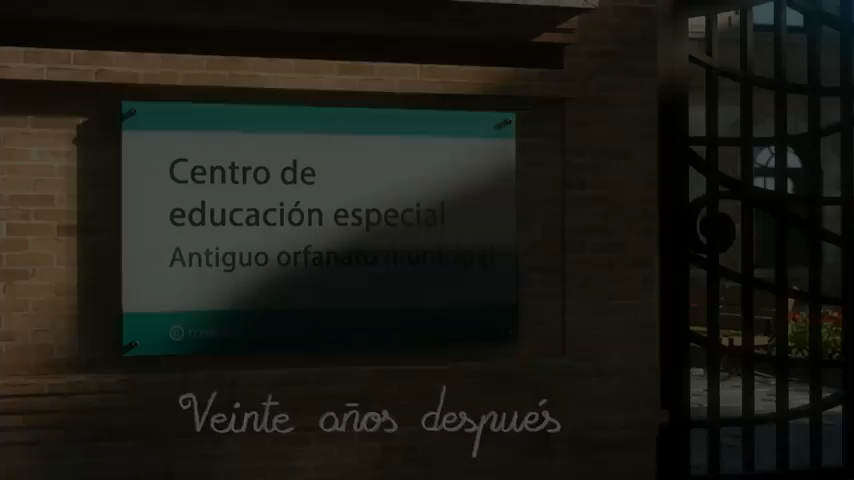 Centro de
educación especial
Antiguo orfanato municipal
Veinte años después